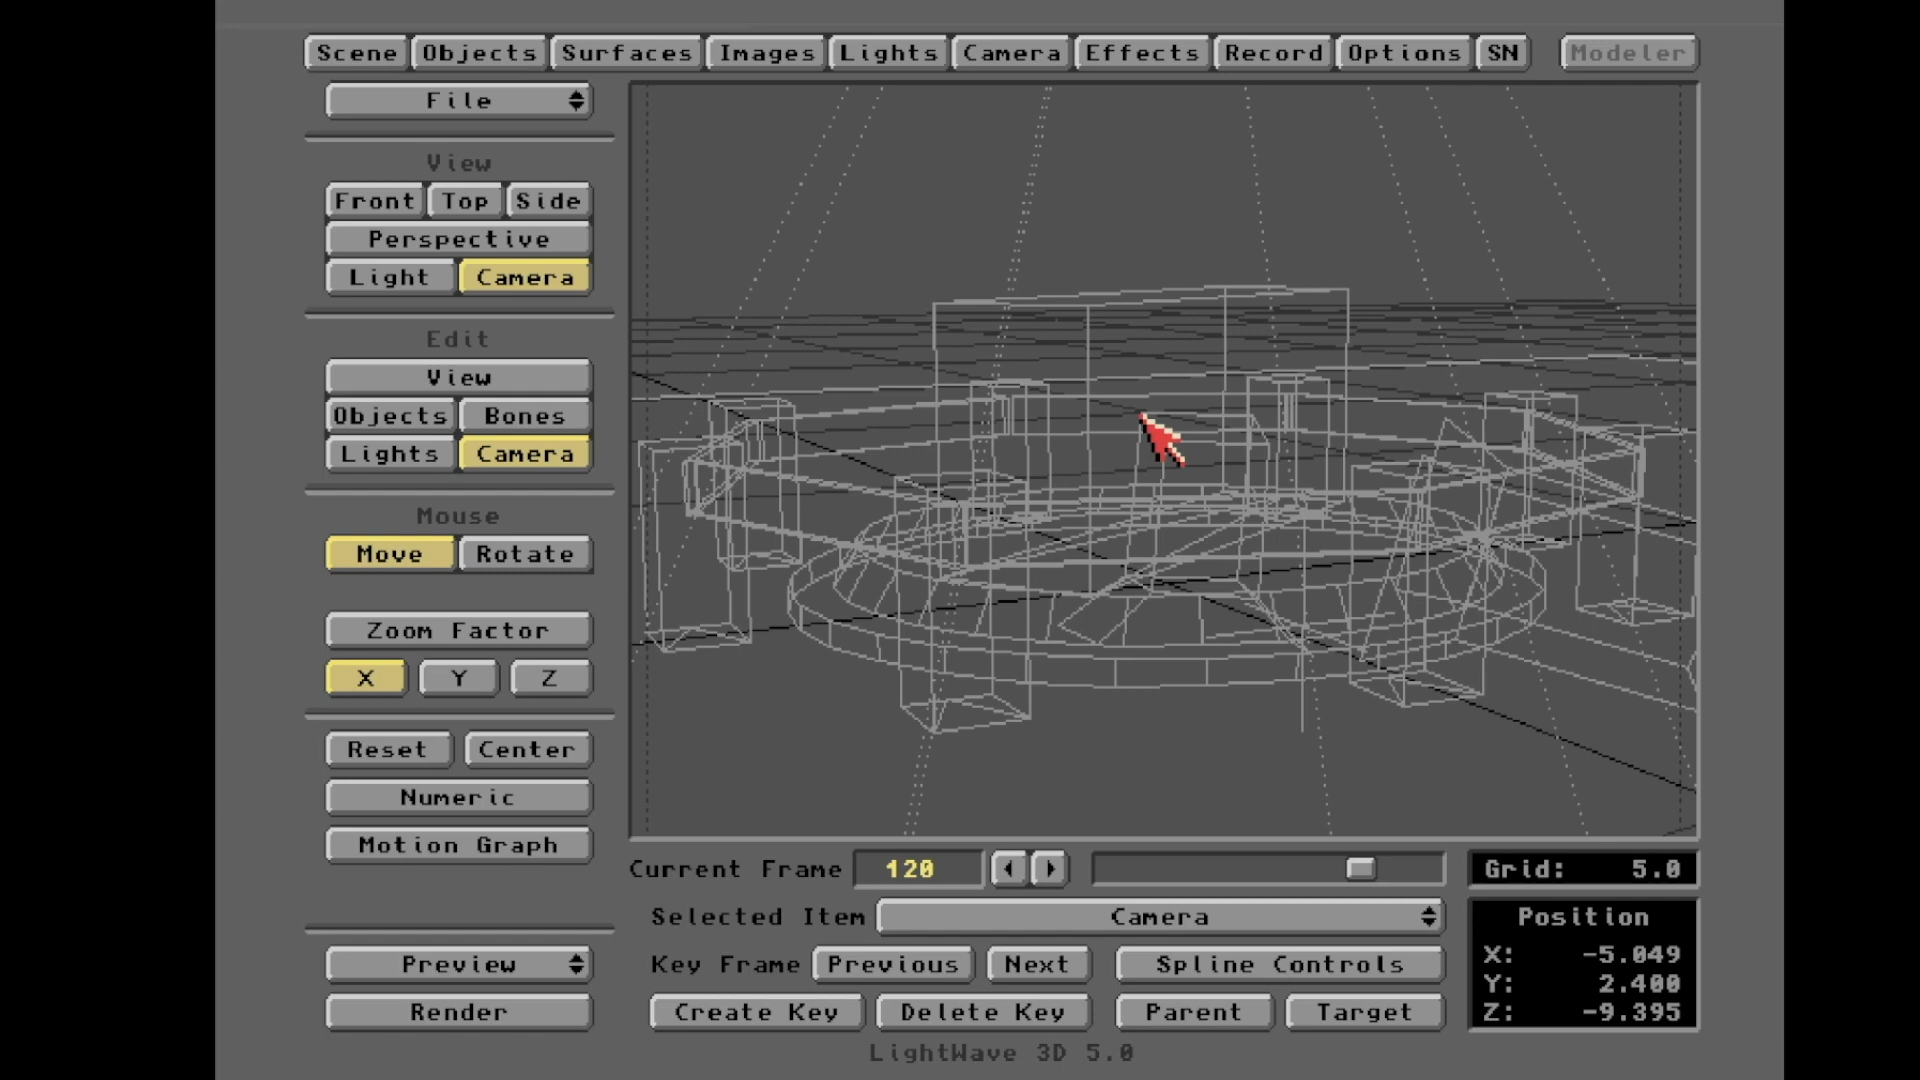 Scene Objects Surfaces Images Lights Camera Effects Record Options SN Modeler
File
View
Front Top Side
Perspective
Light Camera
Edit
View
Objects Bones
Lights Camera
Mouse
Move Rotate
Zoom Factor
X Y Z
Reset Center
Numeric
Motion Graph
Preview
Render
Current Frame 120
Selected Item Camera
Key Frame Previous Next Spline Controls
Create Key Delete Key Parent Target
Grid: 5.0
Position
X: -5.049
Y: 2.400
Z: -9.395
LightWave 3D 5.0